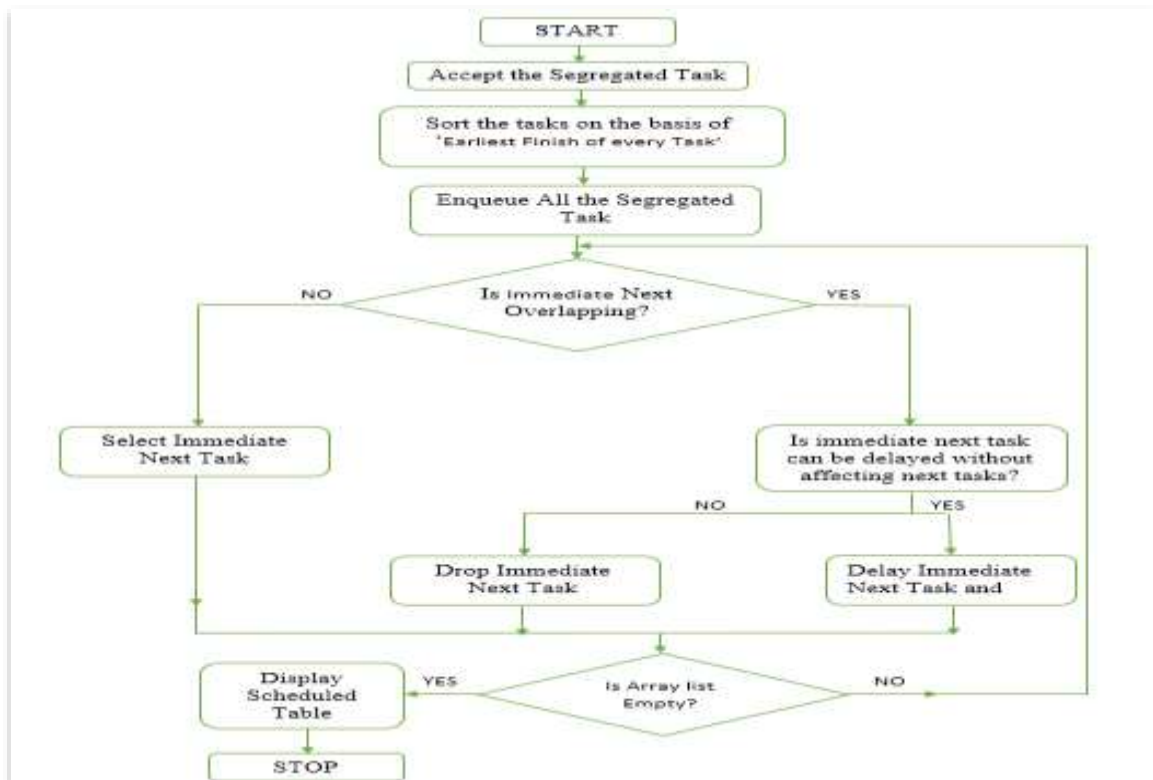 START
Accept the Segregated Task
Sort the tasks on the basis of
'Earliest Finish of every Task'
Enqueue All the Segregated
Task
Is Immediate Next
Overlapping?
NO
YES
Select Immediate
Next Task
Is immediate next task
can be delayed without
affecting next tasks?
NO
YES
Drop Immediate
Next Task
Delay Immediate
Next Task and
Is Array list
Empty?
YES
NO
Display
Scheduled
Table
STOP